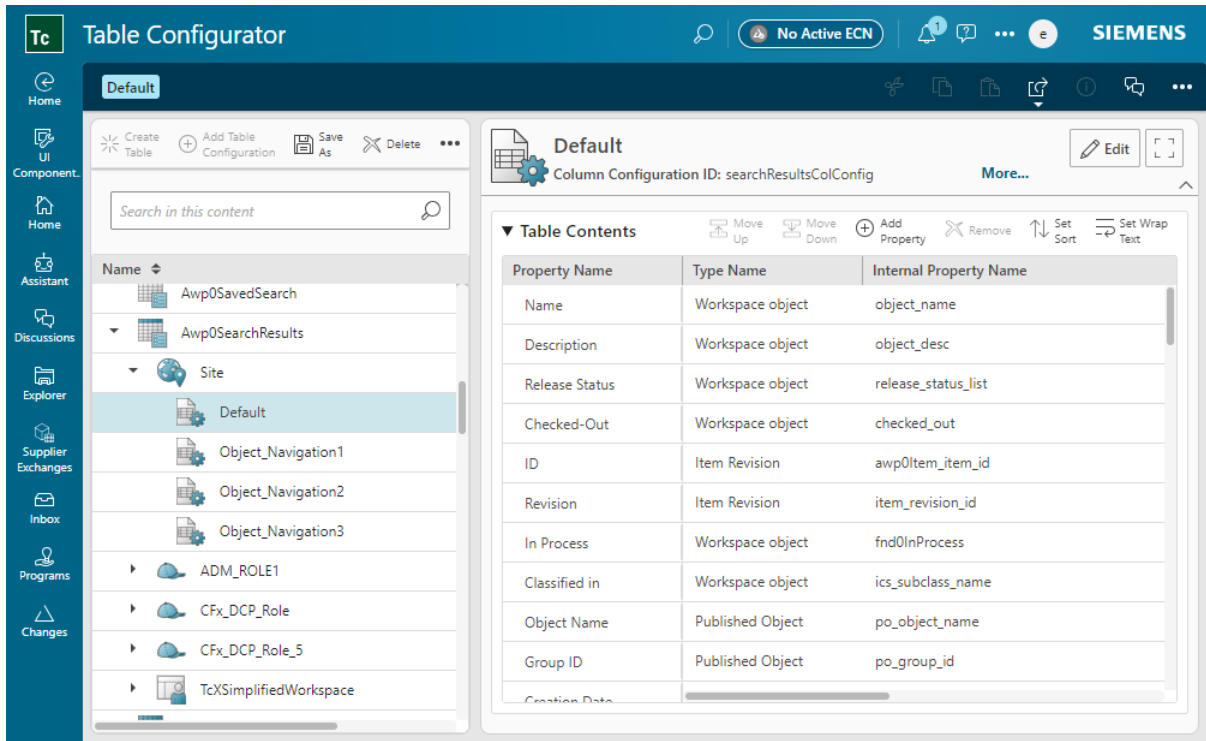 Tc
Table Configurator
No Active ECN
1
e
SIEMENS
Home
UI
Component.
Home
Assistant
Discussions
Explorer
Supplier
Exchanges
Inbox
Programs
Changes
Default
Create
Table
Add Table
Configuration
Save
As
Delete
Search in this content
Name
Awp0SavedSearch
Awp0SearchResults
Site
Default
Object_Navigation1
Object_Navigation2
Object_Navigation3
ADM_ROLE1
CFx_DCP_Role
CFx_DCP_Role_5
TcXSimplifiedWorkspace
Default
Column Configuration ID: searchResultsColConfig
More...
Edit
Table Contents
Move
Up
Move
Down
Add
Property
Remove
Set
Sort
Set Wrap
Text
Property Name Type Name Internal Property Name
Name Workspace object object_name
Description Workspace object object_desc
Release Status Workspace object release_status_list
Checked-Out Workspace object checked_out
ID Item Revision awp0Item_item_id
Revision Item Revision item_revision_id
In Process Workspace object fnd0InProcess
Classified in Workspace object ics_subclass_name
Object Name Published Object po_object_name
Group ID Published Object po_group_id
Creation Date